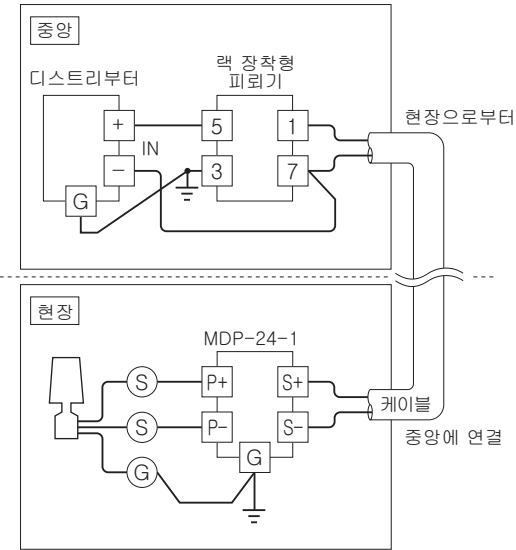 중앙
디스트리부터
랙 장착형
피뢰기
현장으로부터
+
5
1
IN
−
3
7
G
현장
MDP-24-1
S
P+
S+
케이블
S
P-
S-
중앙에 연결
G
G